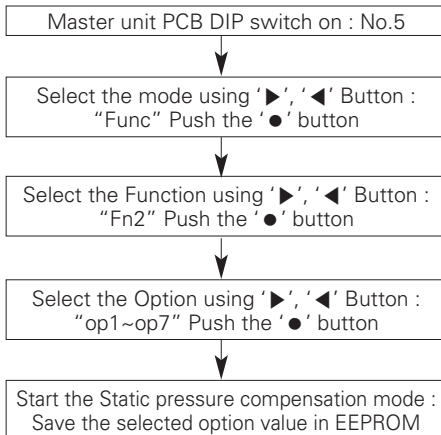 Master unit PCB DIP switch on : No.5
Select the mode using ‘▶’, ‘◀’ Button :
“Func” Push the ‘●’ button
Select the Function using ‘▶’, ‘◀’ Button :
“Fn2” Push the ‘●’ button
Select the Option using ‘▶’, ‘◀’ Button :
“op1~op7” Push the ‘●’ button
Start the Static pressure compensation mode :
Save the selected option value in EEPROM